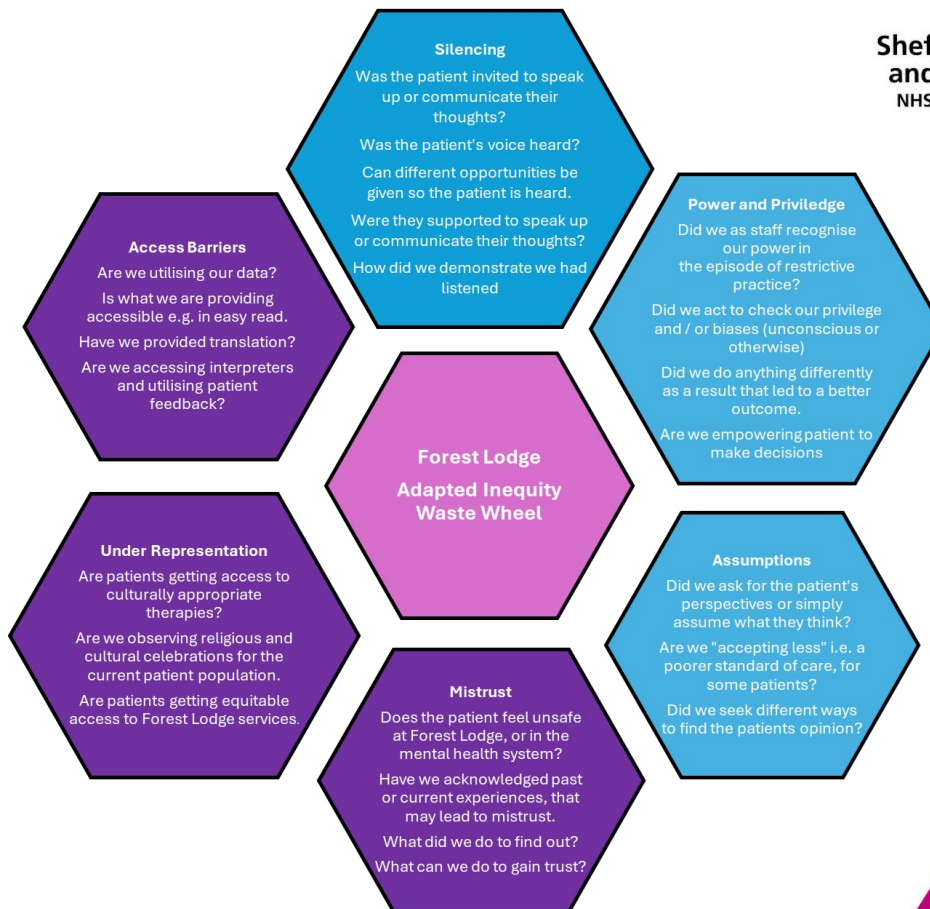 Silencing
Was the patient invited to speak
up or communicate their
thoughts?
Was the patient's voice heard?
Can different opportunities be
given so the patient is heard.
Were they supported to speak up
or communicate their thoughts?
How did we demonstrate we had
listened
and
NHS
Power and Priviledge
Did we as staff recognise
our power in
the episode of restrictive
practice?
Did we act to check our privilege
and / or biases (unconscious or
otherwise)
Did we do anything differently
as a result that led to a better
outcome.
Are we empowering patient to
make decisions
Access Barriers
Are we utilising our data?
Is what we are providing
accessible e.g. in easy read.
Have we provided translation?
Are we accessing interpreters
and utilising patient
feedback?
Forest Lodge
Adapted Inequity
Waste Wheel
Under Representation
Are patients getting access to
culturally appropriate
therapies?
Are we observing religious and
cultural celebrations for the
current patient population.
Are patients getting equitable
access to Forest Lodge services.
Assumptions
Did we ask for the patient's
perspectives or simply
assume what they think?
Are we "accepting less" i.e. a
poorer standard of care, for
some patients?
Did we seek different ways
to find the patients opinion?
Mistrust
Does the patient feel unsafe
at Forest Lodge, or in the
mental health system?
Have we acknowledged past
or current experiences, that
may lead to mistrust.
What did we do to find out?
What can we do to gain trust?